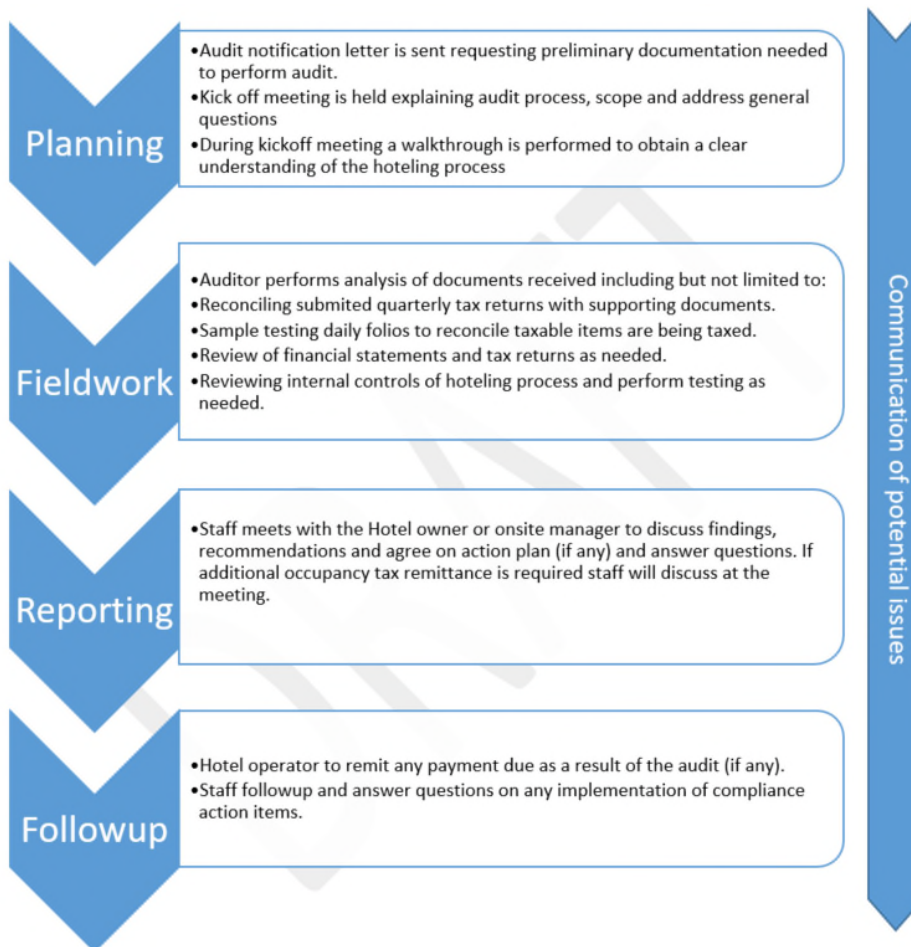 Planning
•Audit notification letter is sent requesting preliminary documentation needed
to perform audit.
•Kick off meeting is held explaining audit process, scope and address general
questions
•During kickoff meeting a walkthrough is performed to obtain a clear
understanding of the hoteling process
Fieldwork
•Auditor performs analysis of documents received including but not limited to:
•Reconciling submited quarterly tax returns with supporting documents.
•Sample testing daily folios to reconcile taxable items are being taxed.
•Review of financial statements and tax returns as needed.
•Reviewing internal controls of hoteling process and perform testing as
needed.
Reporting
•Staff meets with the Hotel owner or onsite manager to discuss findings,
recommendations and agree on action plan (if any) and answer questions. If
additional occupancy tax remittance is required staff will discuss at the
meeting.
Followup
•Hotel operator to remit any payment due as a result of the audit (if any).
•Staff followup and answer questions on any implementation of compliance
action items.
Communication of potential issues
DRAFT